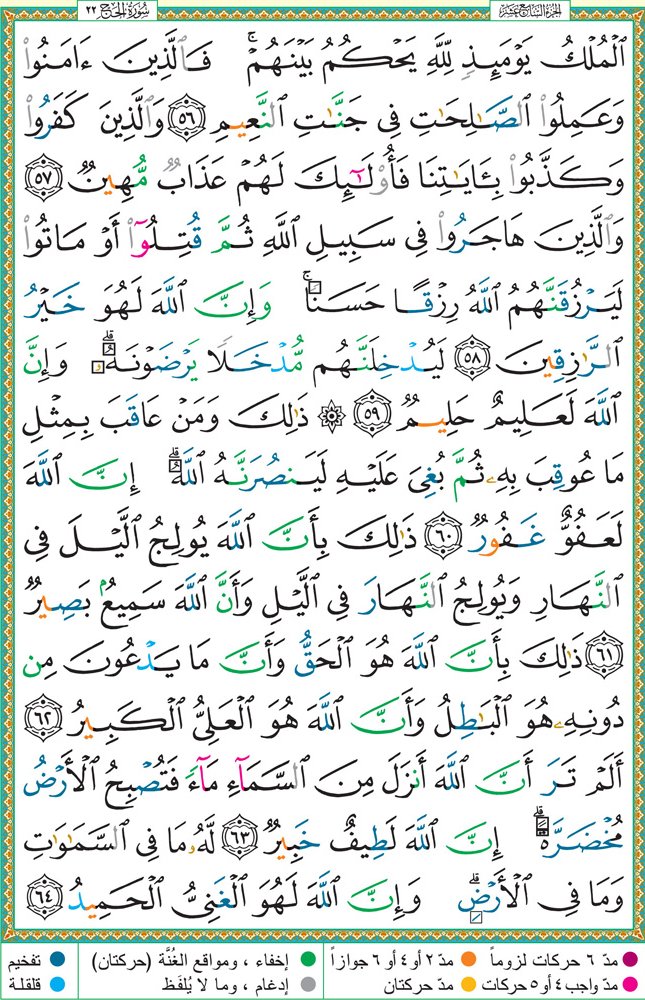 سُورَةُ الحَجِّ ٢٢
الجزء السابع عشر
ٱلْمُلْكُ يَوْمَئِذٍ لِّلَّهِ يَحْكُمُ بَيْنَهُمْ ۚ فَٱلَّذِينَ ءَامَنُوا۟
وَعَمِلُوا۟ ٱلصَّـٰلِحَـٰتِ فِى جَنَّـٰتِ ٱلنَّعِيمِ ٥٦ وَٱلَّذِينَ كَفَرُوا۟
وَكَذَّبُوا۟ بِـَٔايَـٰتِنَا فَأُو۟لَـٰٓئِكَ لَهُمْ عَذَابٌ مُّهِينٌ ٥٧
وَٱلَّذِينَ هَاجَرُوا۟ فِى سَبِيلِ ٱللَّهِ ثُمَّ قُتِلُوٓا۟ أَوْ مَاتُوا۟
لَيَرْزُقَنَّهُمُ ٱللَّهُ رِزْقًا حَسَنًا ۚ وَإِنَّ ٱللَّهَ لَهُوَ خَيْرُ
ٱلرَّٰزِقِينَ ٥٨ لَيُدْخِلَنَّهُم مُّدْخَلًا يَرْضَوْنَهُۥ ۗ وَإِنَّ
ٱللَّهَ لَعَلِيمٌ حَلِيمٌ ٥٩ ۞ ذَٰلِكَ وَمَنْ عَاقَبَ بِمِثْلِ
مَا عُوقِبَ بِهِۦ ثُمَّ بُغِىَ عَلَيْهِ لَيَنصُرَنَّهُ ٱللَّهُ ۗ إِنَّ ٱللَّهَ
لَعَفُوٌّ غَفُورٌ ٦٠ ذَٰلِكَ بِأَنَّ ٱللَّهَ يُولِجُ ٱلَّيْلَ فِى
ٱلنَّهَارِ وَيُولِجُ ٱلنَّهَارَ فِى ٱلَّيْلِ وَأَنَّ ٱللَّهَ سَمِيعٌۢ بَصِيرٌ
٦١ ذَٰلِكَ بِأَنَّ ٱللَّهَ هُوَ ٱلْحَقُّ وَأَنَّ مَا يَدْعُونَ مِن
دُونِهِۦ هُوَ ٱلْبَـٰطِلُ وَأَنَّ ٱللَّهَ هُوَ ٱلْعَلِىُّ ٱلْكَبِيرُ ٦٢
أَلَمْ تَرَ أَنَّ ٱللَّهَ أَنزَلَ مِنَ ٱلسَّمَآءِ مَآءً فَتُصْبِحُ ٱلْأَرْضُ
مُخْضَرَّةً ۗ إِنَّ ٱللَّهَ لَطِيفٌ خَبِيرٌ ٦٣ لَّهُۥ مَا فِى ٱلسَّمَـٰوَٰتِ
وَمَا فِى ٱلْأَرْضِ ۗ وَإِنَّ ٱللَّهَ لَهُوَ ٱلْغَنِىُّ ٱلْحَمِيدُ ٦٤
مدّ ٦ حركات لزوماً مدّ ٢ أو ٤ أو ٦ جوازاً إخفاء ، ومواقع الغُنَّة (حركتان) تفخيم
مدّ واجب ٤ أو ٥ حركات مدّ حركتان إدغام ، وما لا يُلفَظ قلقلة